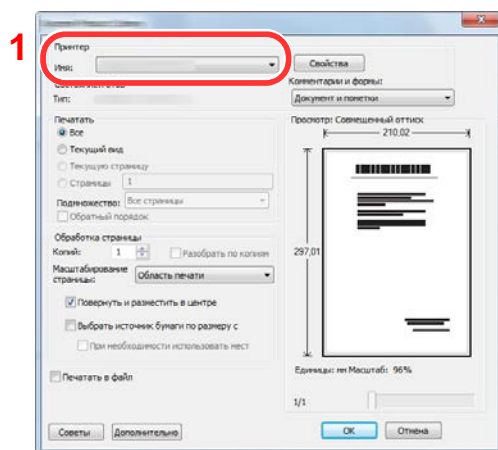 1
Принтер
Имя:
Свойства
Тип:
Комментарии и формы:
Документ и пометки
Печатать
Все
Текущий вид
Текущую страницу
Страницы 1
Подмножество: Все страницы
Обратный порядок
Обработка страницы
Копий: 1
Разобрать по копиям
Масштабирование страницы: Область печати
Повернуть и разместить в центре
Выбрать источник бумаги по размеру с
При необходимости использовать нест
Печатать в файл
Просмотр: Совмещенный оттиск
210,02
297,01
Единицы: мм Масштаб: 96%
1/1
Советы
Дополнительно
ОК
Отмена